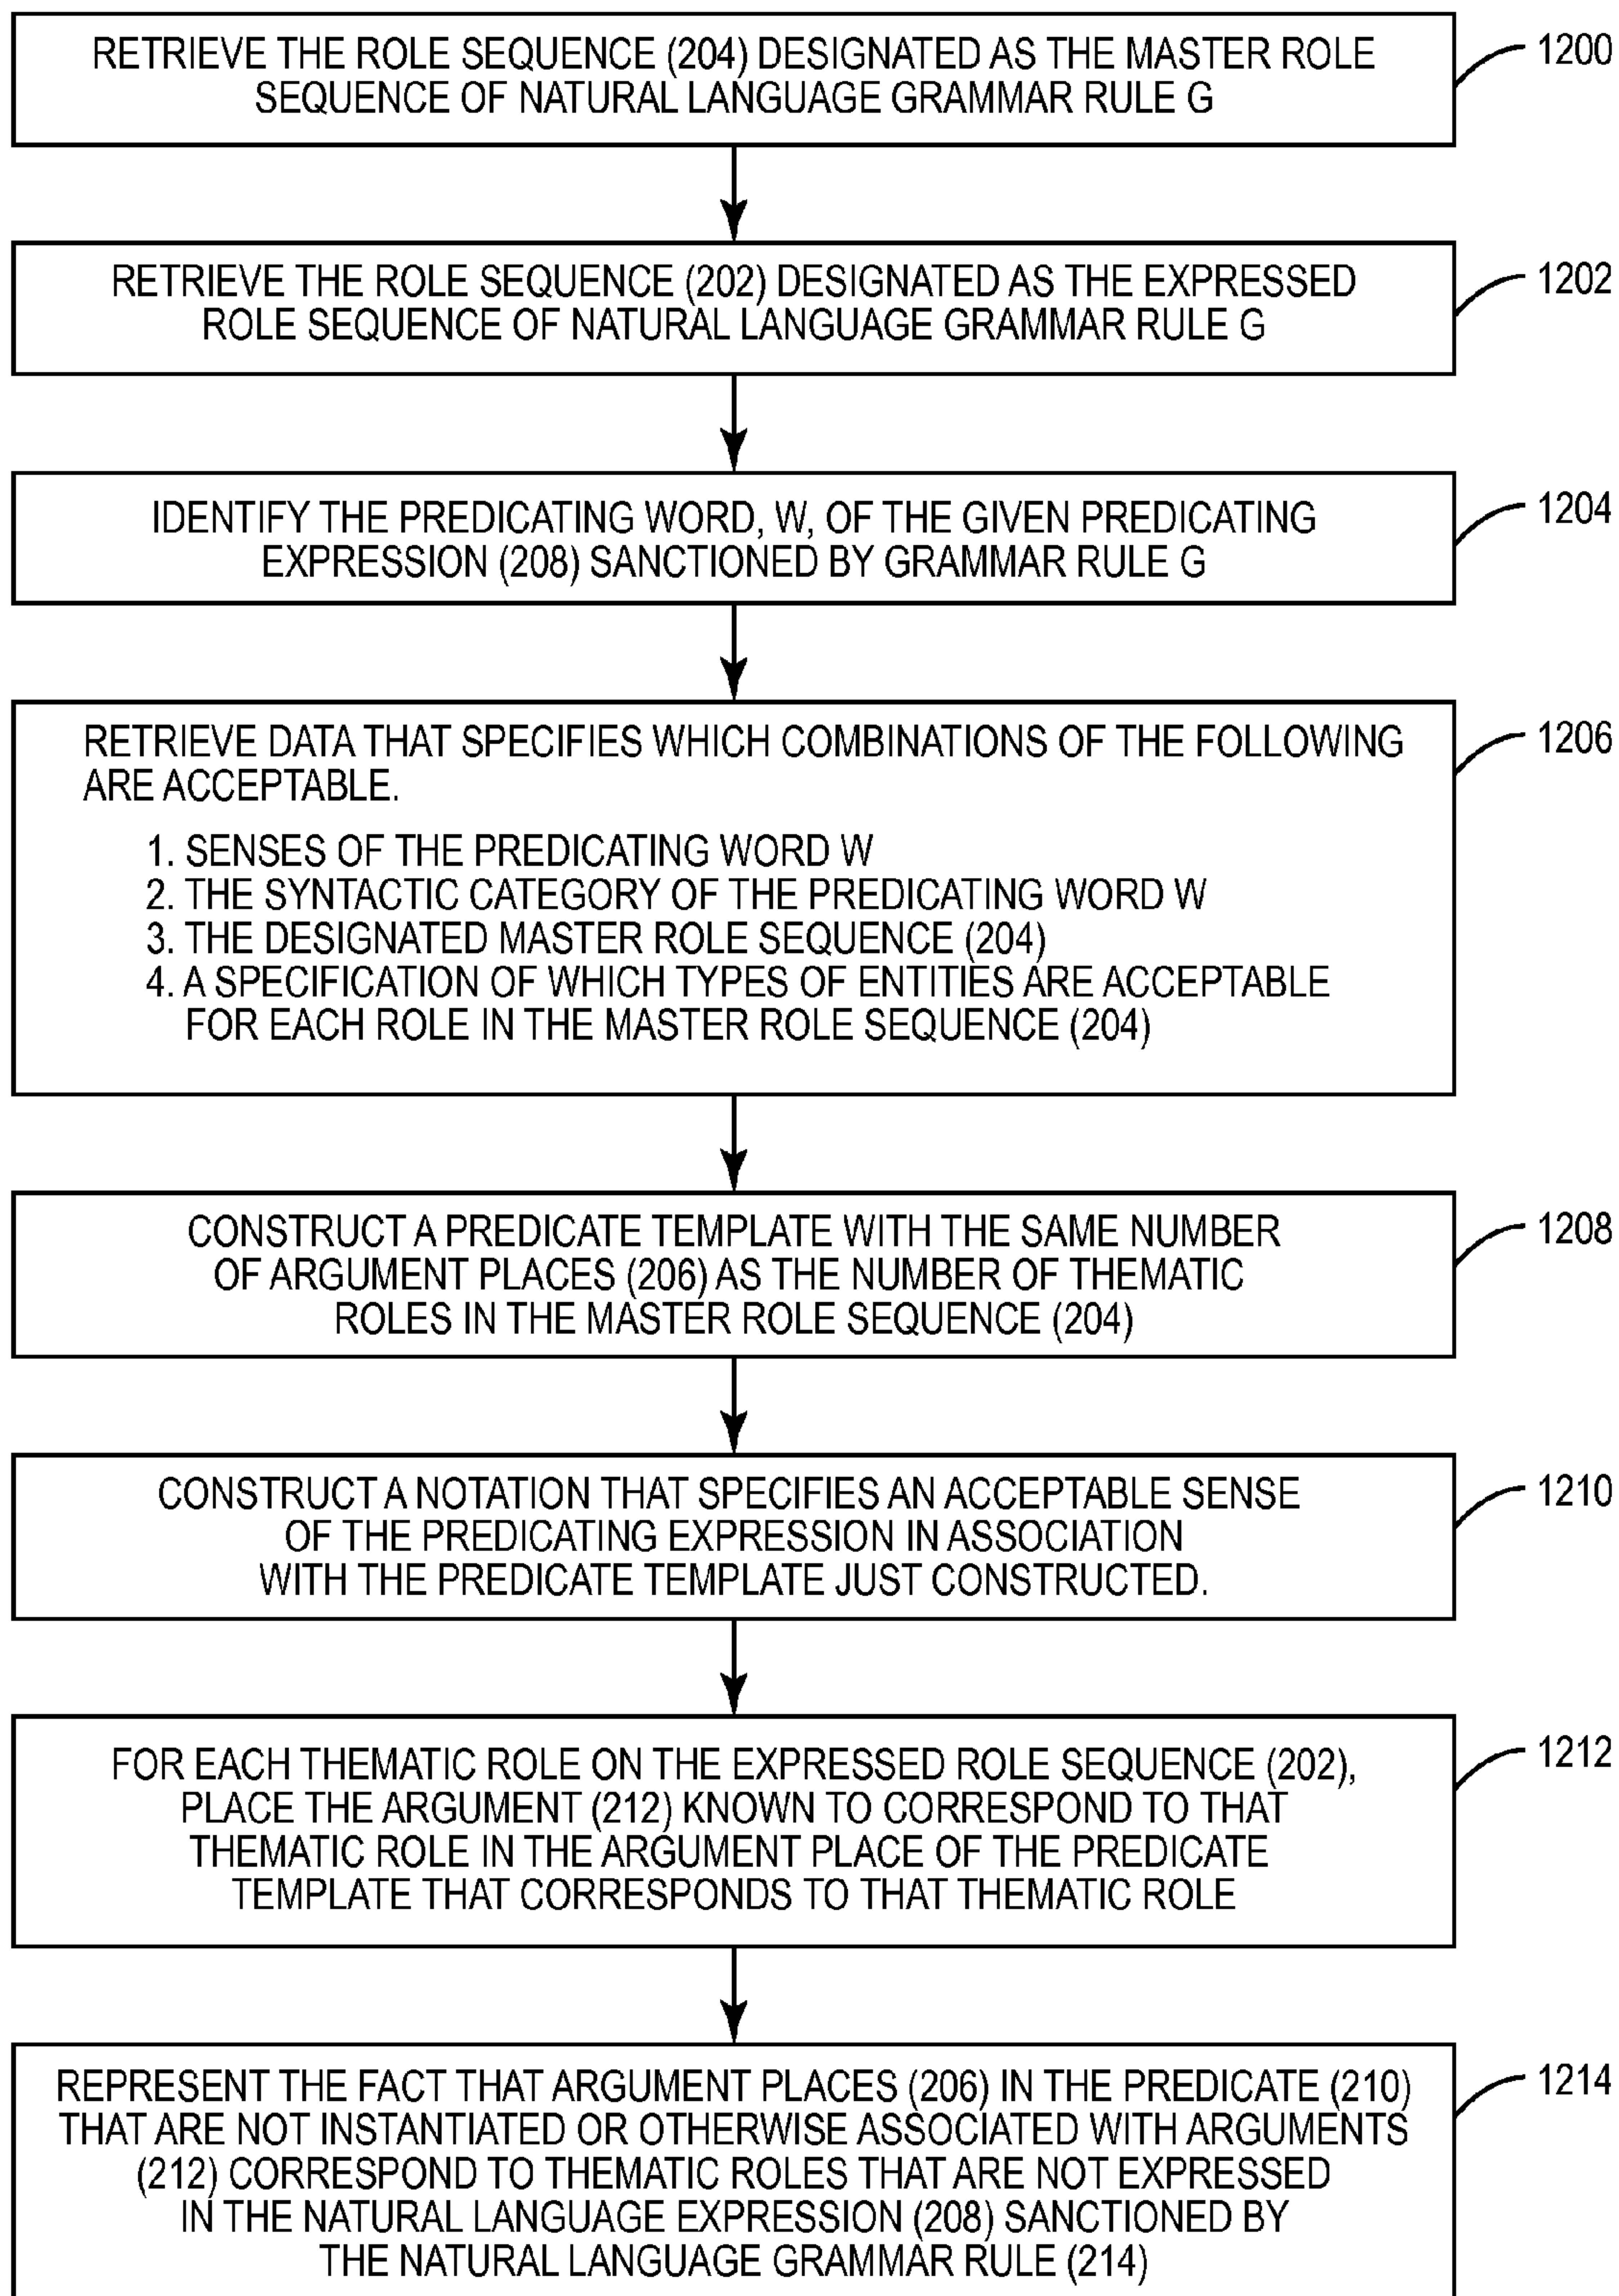 RETRIEVE THE ROLE SEQUENCE (204) DESIGNATED AS THE MASTER ROLE
SEQUENCE OF NATURAL LANGUAGE GRAMMAR RULE G
1200
RETRIEVE THE ROLE SEQUENCE (202) DESIGNATED AS THE EXPRESSED
ROLE SEQUENCE OF NATURAL LANGUAGE GRAMMAR RULE G
1202
IDENTIFY THE PREDICATING WORD, W, OF THE GIVEN PREDICATING
EXPRESSION (208) SANCTIONED BY GRAMMAR RULE G
1204
RETRIEVE DATA THAT SPECIFIES WHICH COMBINATIONS OF THE FOLLOWING
ARE ACCEPTABLE.
1. SENSES OF THE PREDICATING WORD W
2. THE SYNTACTIC CATEGORY OF THE PREDICATING WORD W
3. THE DESIGNATED MASTER ROLE SEQUENCE (204)
4. A SPECIFICATION OF WHICH TYPES OF ENTITIES ARE ACCEPTABLE
FOR EACH ROLE IN THE MASTER ROLE SEQUENCE (204)
1206
CONSTRUCT A PREDICATE TEMPLATE WITH THE SAME NUMBER
OF ARGUMENT PLACES (206) AS THE NUMBER OF THEMATIC
ROLES IN THE MASTER ROLE SEQUENCE (204)
1208
CONSTRUCT A NOTATION THAT SPECIFIES AN ACCEPTABLE SENSE
OF THE PREDICATING EXPRESSION IN ASSOCIATION
WITH THE PREDICATE TEMPLATE JUST CONSTRUCTED.
1210
FOR EACH THEMATIC ROLE ON THE EXPRESSED ROLE SEQUENCE (202),
PLACE THE ARGUMENT (212) KNOWN TO CORRESPOND TO THAT
THEMATIC ROLE IN THE ARGUMENT PLACE OF THE PREDICATE
TEMPLATE THAT CORRESPONDS TO THAT THEMATIC ROLE
1212
REPRESENT THE FACT THAT ARGUMENT PLACES (206) IN THE PREDICATE (210)
THAT ARE NOT INSTANTIATED OR OTHERWISE ASSOCIATED WITH ARGUMENTS
(212) CORRESPOND TO THEMATIC ROLES THAT ARE NOT EXPRESSED
IN THE NATURAL LANGUAGE EXPRESSION (208) SANCTIONED BY
THE NATURAL LANGUAGE GRAMMAR RULE (214)
1214